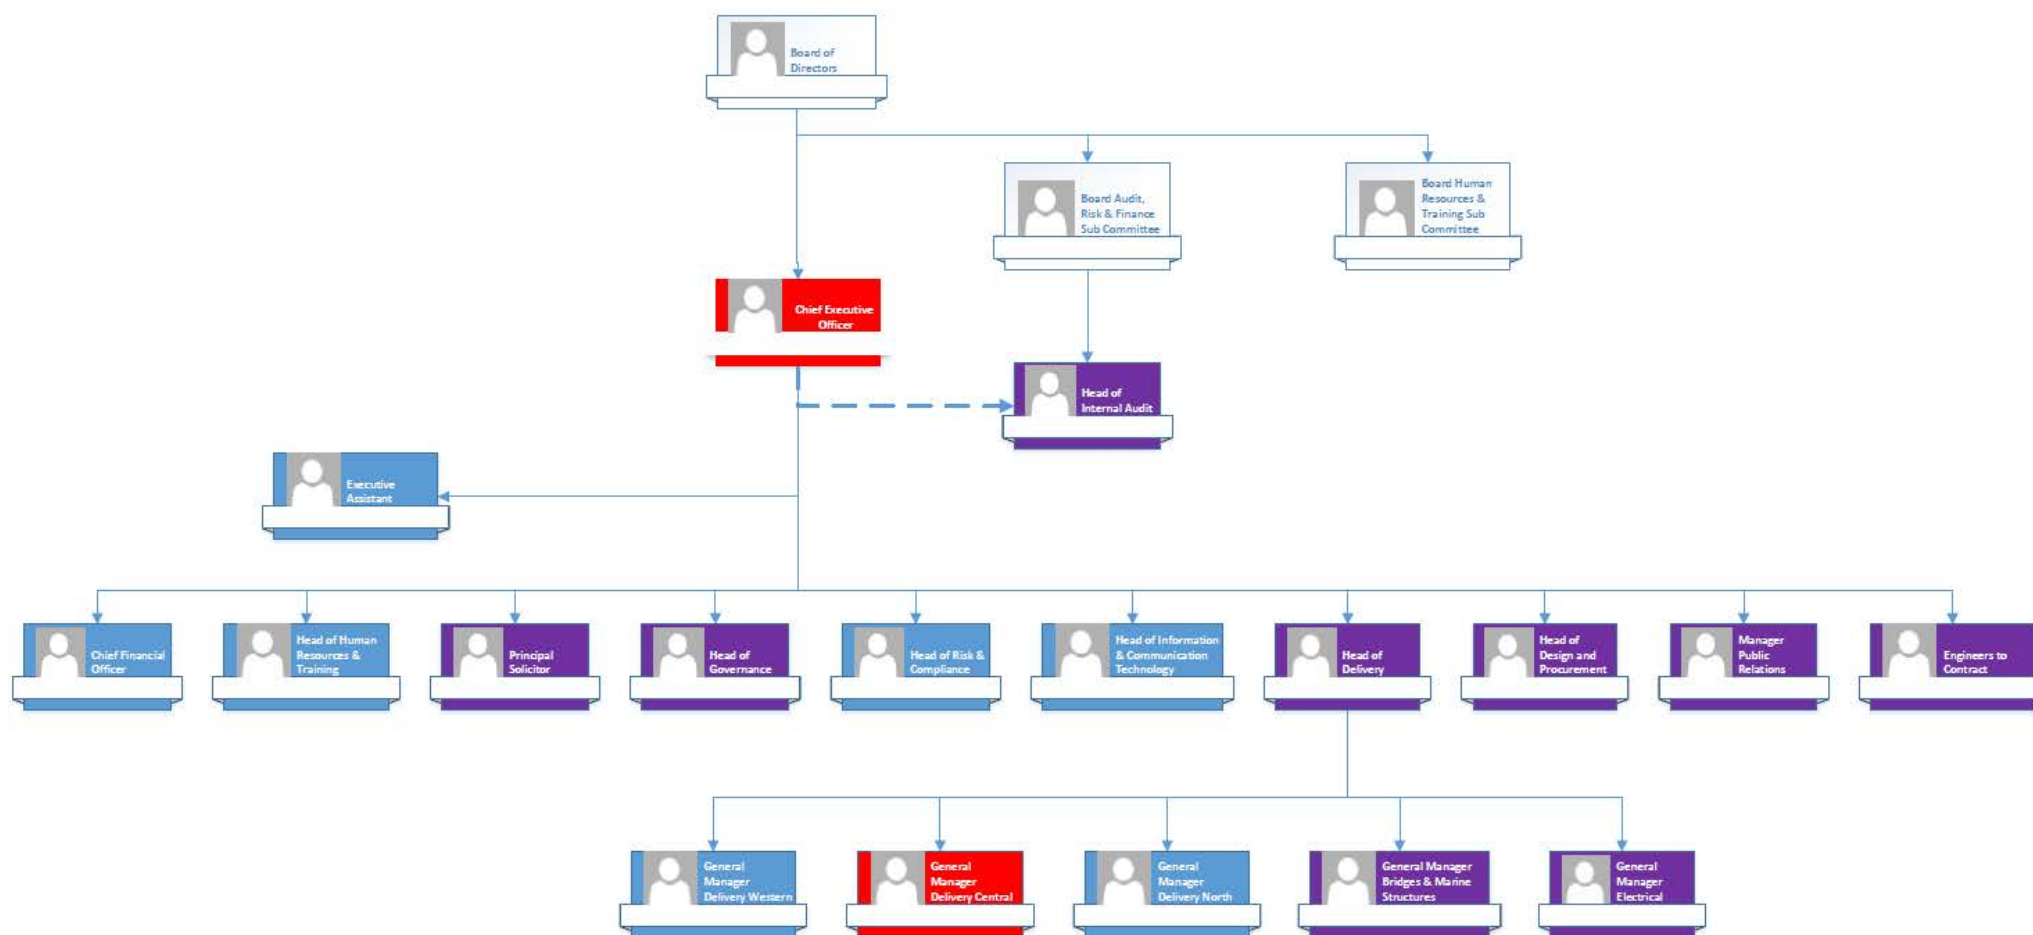 Board of
Directors
Board Audit,
Risk & Finance
Sub Committee
Board Human
Resources &
Training Sub
Committee
Chief Executive
Officer
Head of
Internal Audit
Executive
Assistant
Chief Financial
Officer
Head of Human
Resources &
Training
Principal
Solicitor
Head of
Governance
Head of Risk &
Compliance
Head of Information
& Communication
Technology
Head of
Delivery
Head of
Design and
Procurement
Manager
Public
Relations
Engineers to
Contract
General
Manager
Delivery Western
General
Manager
Delivery Central
General
Manager
Delivery North
General Manager
Bridges & Marine
Structures
General
Manager
Electrical